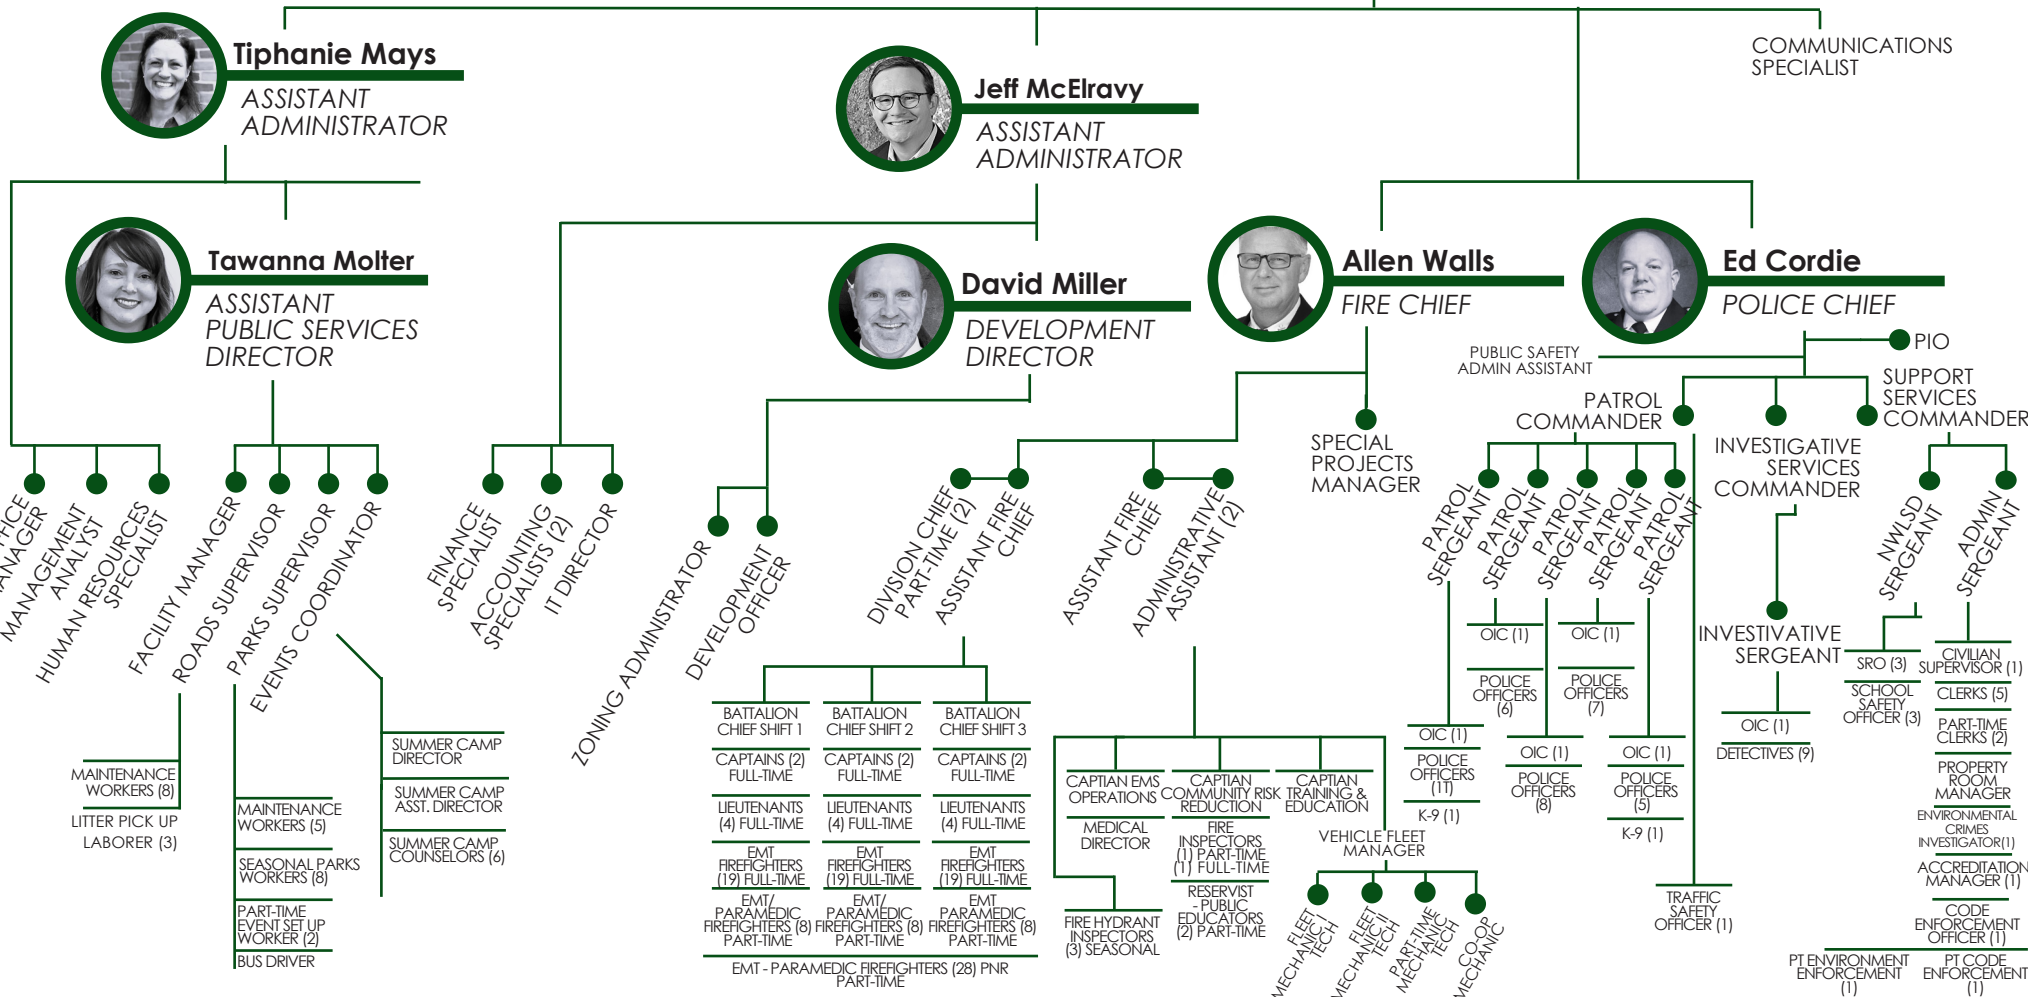 Tiphanie Mays
ASSISTANT
ADMINISTRATOR
Jeff McElravy
ASSISTANT
ADMINISTRATOR
COMMUNICATIONS
SPECIALIST
Tawanna Molter
ASSISTANT
PUBLIC SERVICES
DIRECTOR
David Miller
DEVELOPMENT
DIRECTOR
Allen Walls
FIRE CHIEF
Ed Cordie
POLICE CHIEF
PUBLIC SAFETY
ADMIN ASSISTANT
PIO
PATROL
COMMANDER
INVESTIGATIVE
SERVICES
COMMANDER
SUPPORT
SERVICES
COMMANDER
SPECIAL
PROJECTS
MANAGER
MANAGEMENT
ANALYST
HUMAN RESOURCES
SPECIALIST
FACILITY MANAGER
ROADS SUPERVISOR
PARKS SUPERVISOR
EVENTS COORDINATOR
FINANCE
SPECIALIST
ACCOUNTING
SPECIALISTS (2)
IT DIRECTOR
ZONING ADMINISTRATOR
DEVELOPMENT
OFFICER
DIVISION CHIEF
PART-TIME (2)
ASSISTANT FIRE
CHIEF
ASSISTANT FIRE
CHIEF
ADMINISTRATIVE
ASSISTANT (2)
PATROL
SERGEANT
PATROL
SERGEANT
PATROL
SERGEANT
PATROL
SERGEANT
PATROL
SERGEANT
NWLSD
SERGEANT
ADMIN
SERGEANT
INVESTIVATIVE
SERGEANT
MAINTENANCE
WORKERS (8)
LITTER PICK UP
LABORER (3)
MAINTENANCE
WORKERS (5)
SEASONAL PARKS
WORKERS (8)
PART-TIME
EVENT SET UP
WORKER (2)
BUS DRIVER
SUMMER CAMP
DIRECTOR
SUMMER CAMP
ASST. DIRECTOR
SUMMER CAMP
COUNSELORS (6)
BATTALION
CHIEF SHIFT 1
CAPTAINS (2)
FULL-TIME
LIEUTENANTS
(4) FULL-TIME
EMT
FIREFIGHTERS
(19) FULL-TIME
EMT/
PARAMEDIC
FIREFIGHTERS (8)
PART-TIME
BATTALION
CHIEF SHIFT 2
CAPTAINS (2)
FULL-TIME
LIEUTENANTS
(4) FULL-TIME
EMT
FIREFIGHTERS
(19) FULL-TIME
EMT/
PARAMEDIC
FIREFIGHTERS (8)
PART-TIME
BATTALION
CHIEF SHIFT 3
CAPTAINS (2)
FULL-TIME
LIEUTENANTS
(4) FULL-TIME
EMT
FIREFIGHTERS
(19) FULL-TIME
EMT
PARAMEDIC
FIREFIGHTERS (8)
PART-TIME
EMT - PARAMEDIC FIREFIGHTERS (28) PNR
PART-TIME
CAPTIAN EMS
OPERATIONS
MEDICAL
DIRECTOR
FIRE HYDRANT
INSPECTORS
(3) SEASONAL
CAPTIAN
COMMUNITY RISK
REDUCTION
FIRE
INSPECTORS
(1) PART-TIME
(1) FULL-TIME
RESERVIST
- PUBLIC
EDUCATORS
(2) PART-TIME
CAPTIAN
TRAINING &
EDUCATION
VEHICLE FLEET
MANAGER
FLEET
MECHANIC I
TECH
FLEET
MECHANIC II
TECH
PART-TIME
MECHANIC
TECH
CO-OP
MECHANIC
OIC (1)
POLICE
OFFICERS
(1T)
K-9 (1)
OIC (1)
POLICE
OFFICERS
(6)
OIC (1)
POLICE
OFFICERS
(8)
OIC (1)
POLICE
OFFICERS
(7)
OIC (1)
POLICE
OFFICERS
(5)
K-9 (1)
TRAFFIC
SAFETY
OFFICER (1)
OIC (1)
DETECTIVES (9)
SRO (3)
SCHOOL
SAFETY
OFFICER (3)
CIVILIAN
SUPERVISOR (1)
CLERKS (5)
PART-TIME
CLERKS (2)
PROPERTY
ROOM
MANAGER
ENVIRONMENTAL
CRIMES
INVESTIGATOR(1)
ACCREDITATION
MANAGER (1)
CODE
ENFORCEMENT
OFFICER (1)
PT ENVIRONMENT
ENFORCEMENT
(1)
PT CODE
ENFORCEMENT
(1)